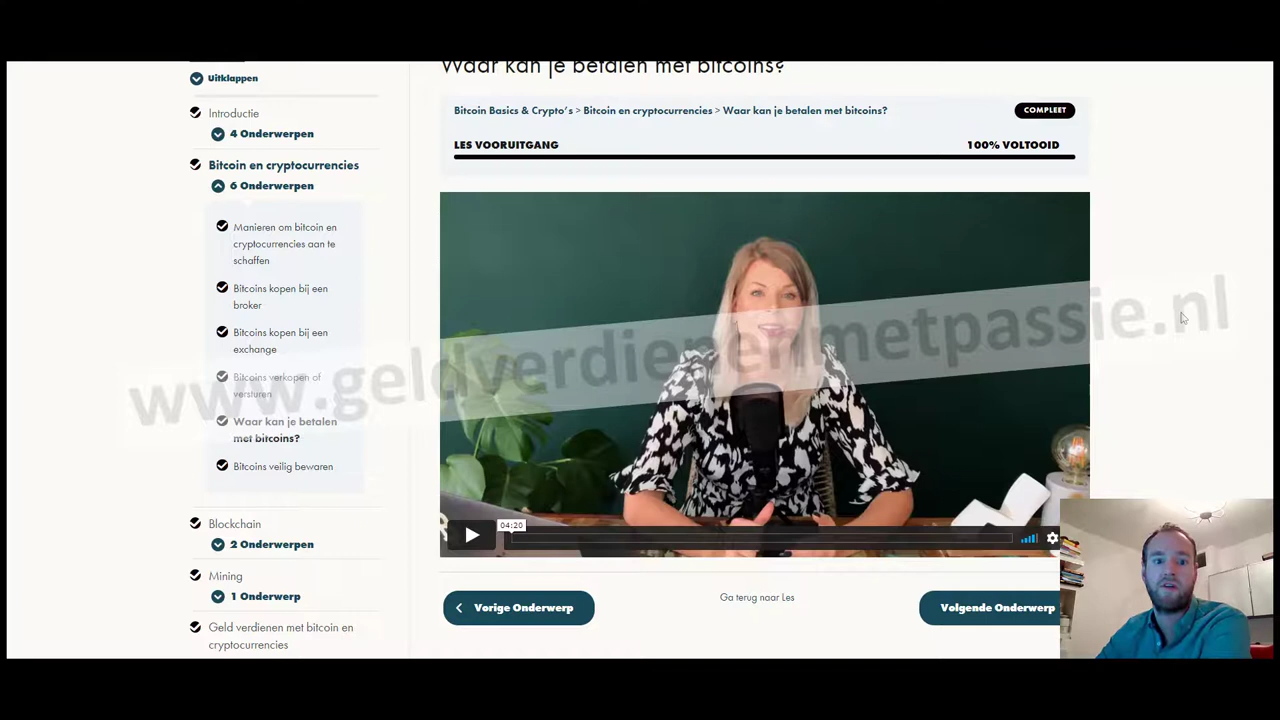 Waar kan je betalen met bitcoins?
Uitklappen
Introductie
4 Onderwerpen
Bitcoin en cryptocurrencies
6 Onderwerpen
Manieren om bitcoin en
cryptocurrencies aan te
schaffen
Bitcoins kopen bij een
broker
Bitcoins kopen bij een
exchange
Bitcoins verkopen of
versturen
Waar kan je betalen
met bitcoins?
Bitcoins veilig bewaren
Blockchain
2 Onderwerpen
Mining
1 Onderwerp
Geld verdienen met bitcoin en
cryptocurrencies
Bitcoin Basics & Crypto's > Bitcoin en cryptocurrencies > Waar kan je betalen met bitcoins?
COMPLEET
LES VOORUITGANG
100% VOLTOOID
www.geldverdienenmetpassie.nl
04:20
Vorige Onderwerp
Ga terug naar Les
Volgende Onderwerp